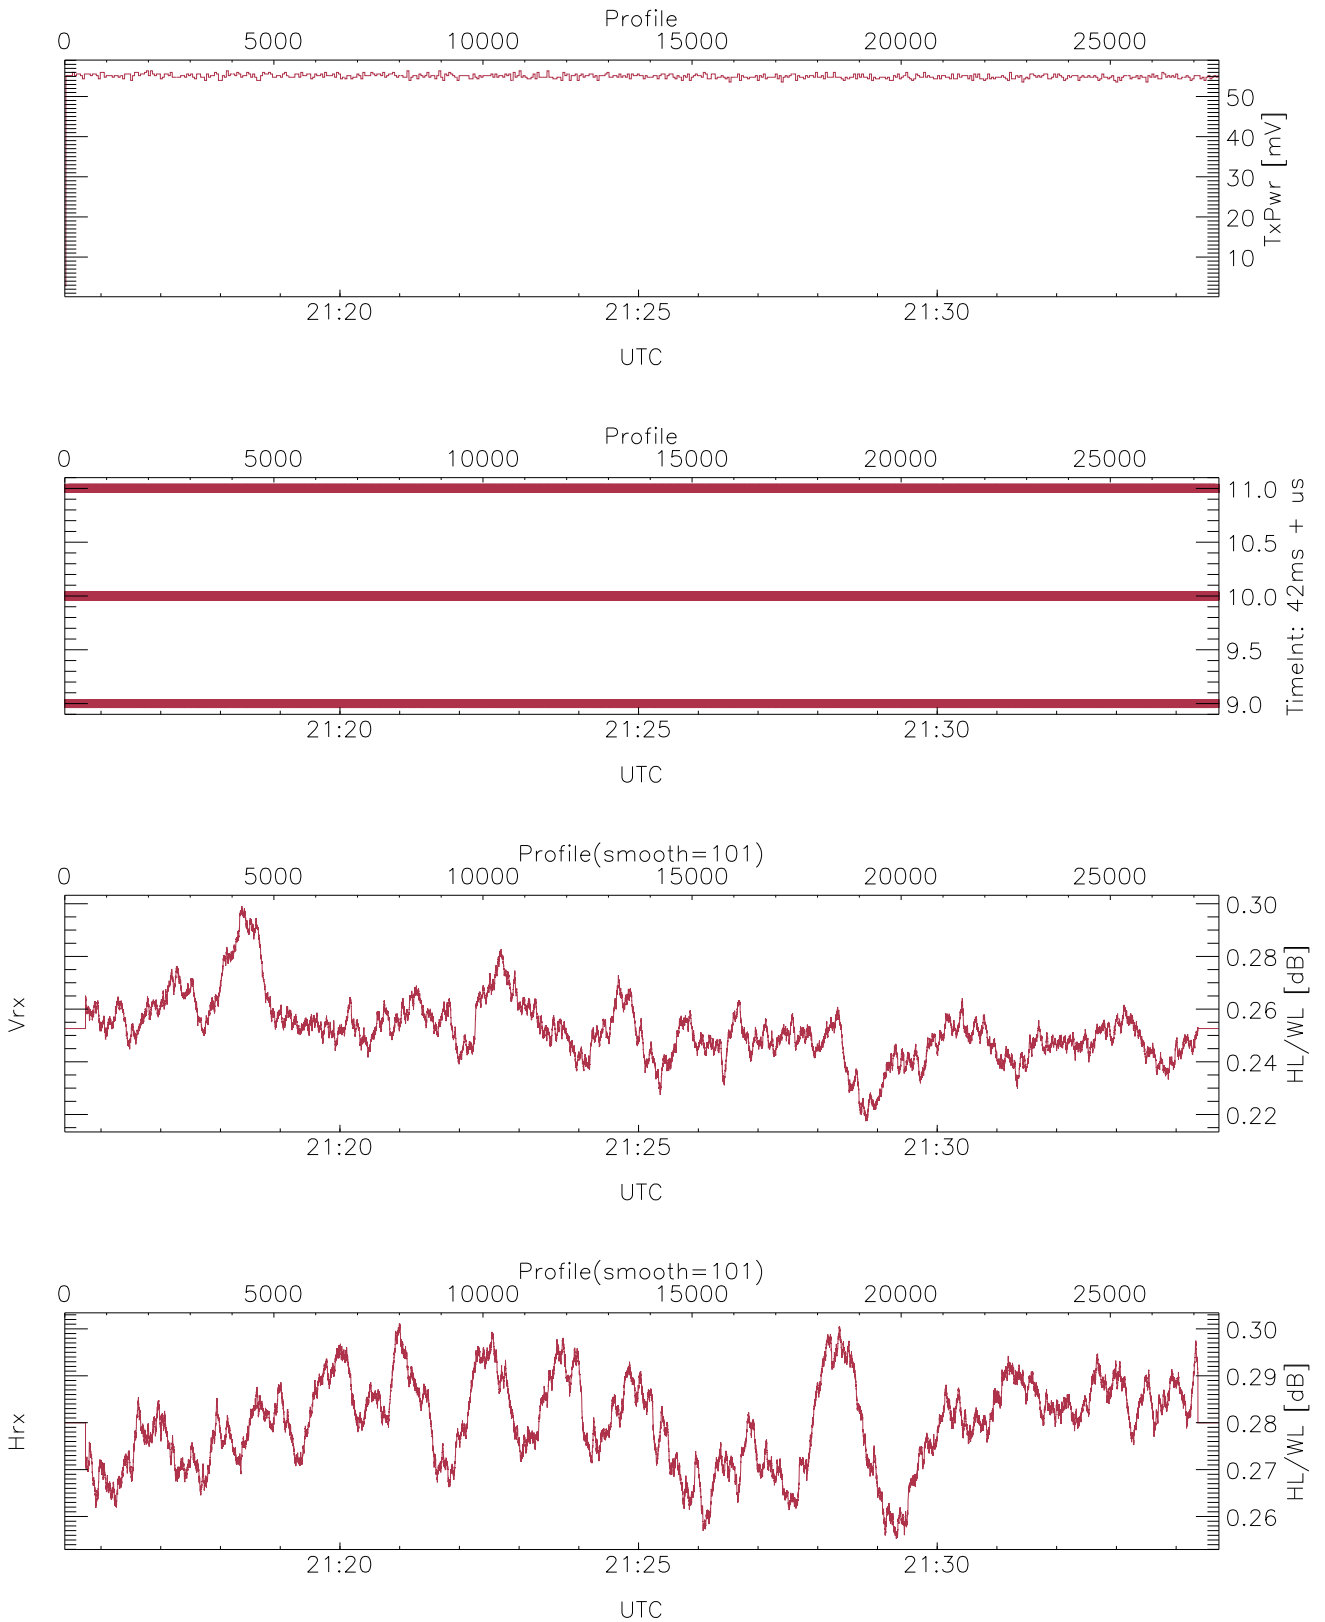 Profile
0 5000 10000 15000 20000 25000
50
40
30
20
10
TxPwr [mV]
21:20 21:25 21:30
UTC
Profile
0 5000 10000 15000 20000 25000
11.0
10.5
10.0
9.5
9.0
TimeInt: 42ms + us
21:20 21:25 21:30
UTC
Profile(smooth=101)
0 5000 10000 15000 20000 25000
Vrx
0.30
0.28
0.26
0.24
0.22
HL/WL [dB]
21:20 21:25 21:30
UTC
Profile(smooth=101)
0 5000 10000 15000 20000 25000
Hrx
0.30
0.29
0.28
0.27
0.26
HL/WL [dB]
21:20 21:25 21:30
UTC